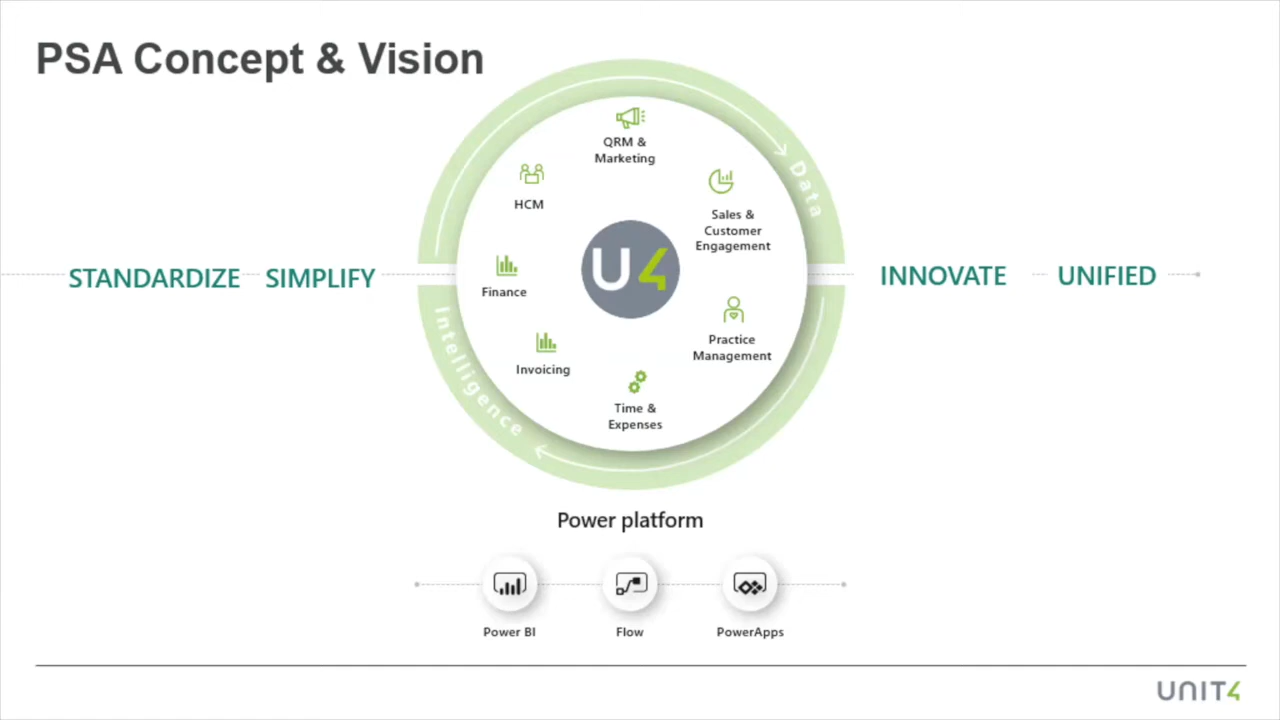 PSA Concept & Vision
QRM &
Marketing
Data
HCM
Sales &
Customer
Engagement
U4
STANDARDIZE
SIMPLIFY
INNOVATE
UNIFIED
Finance
Intelligence
Practice
Management
Invoicing
Time &
Expenses
Power platform
Power BI
Flow
PowerApps
UNIT4